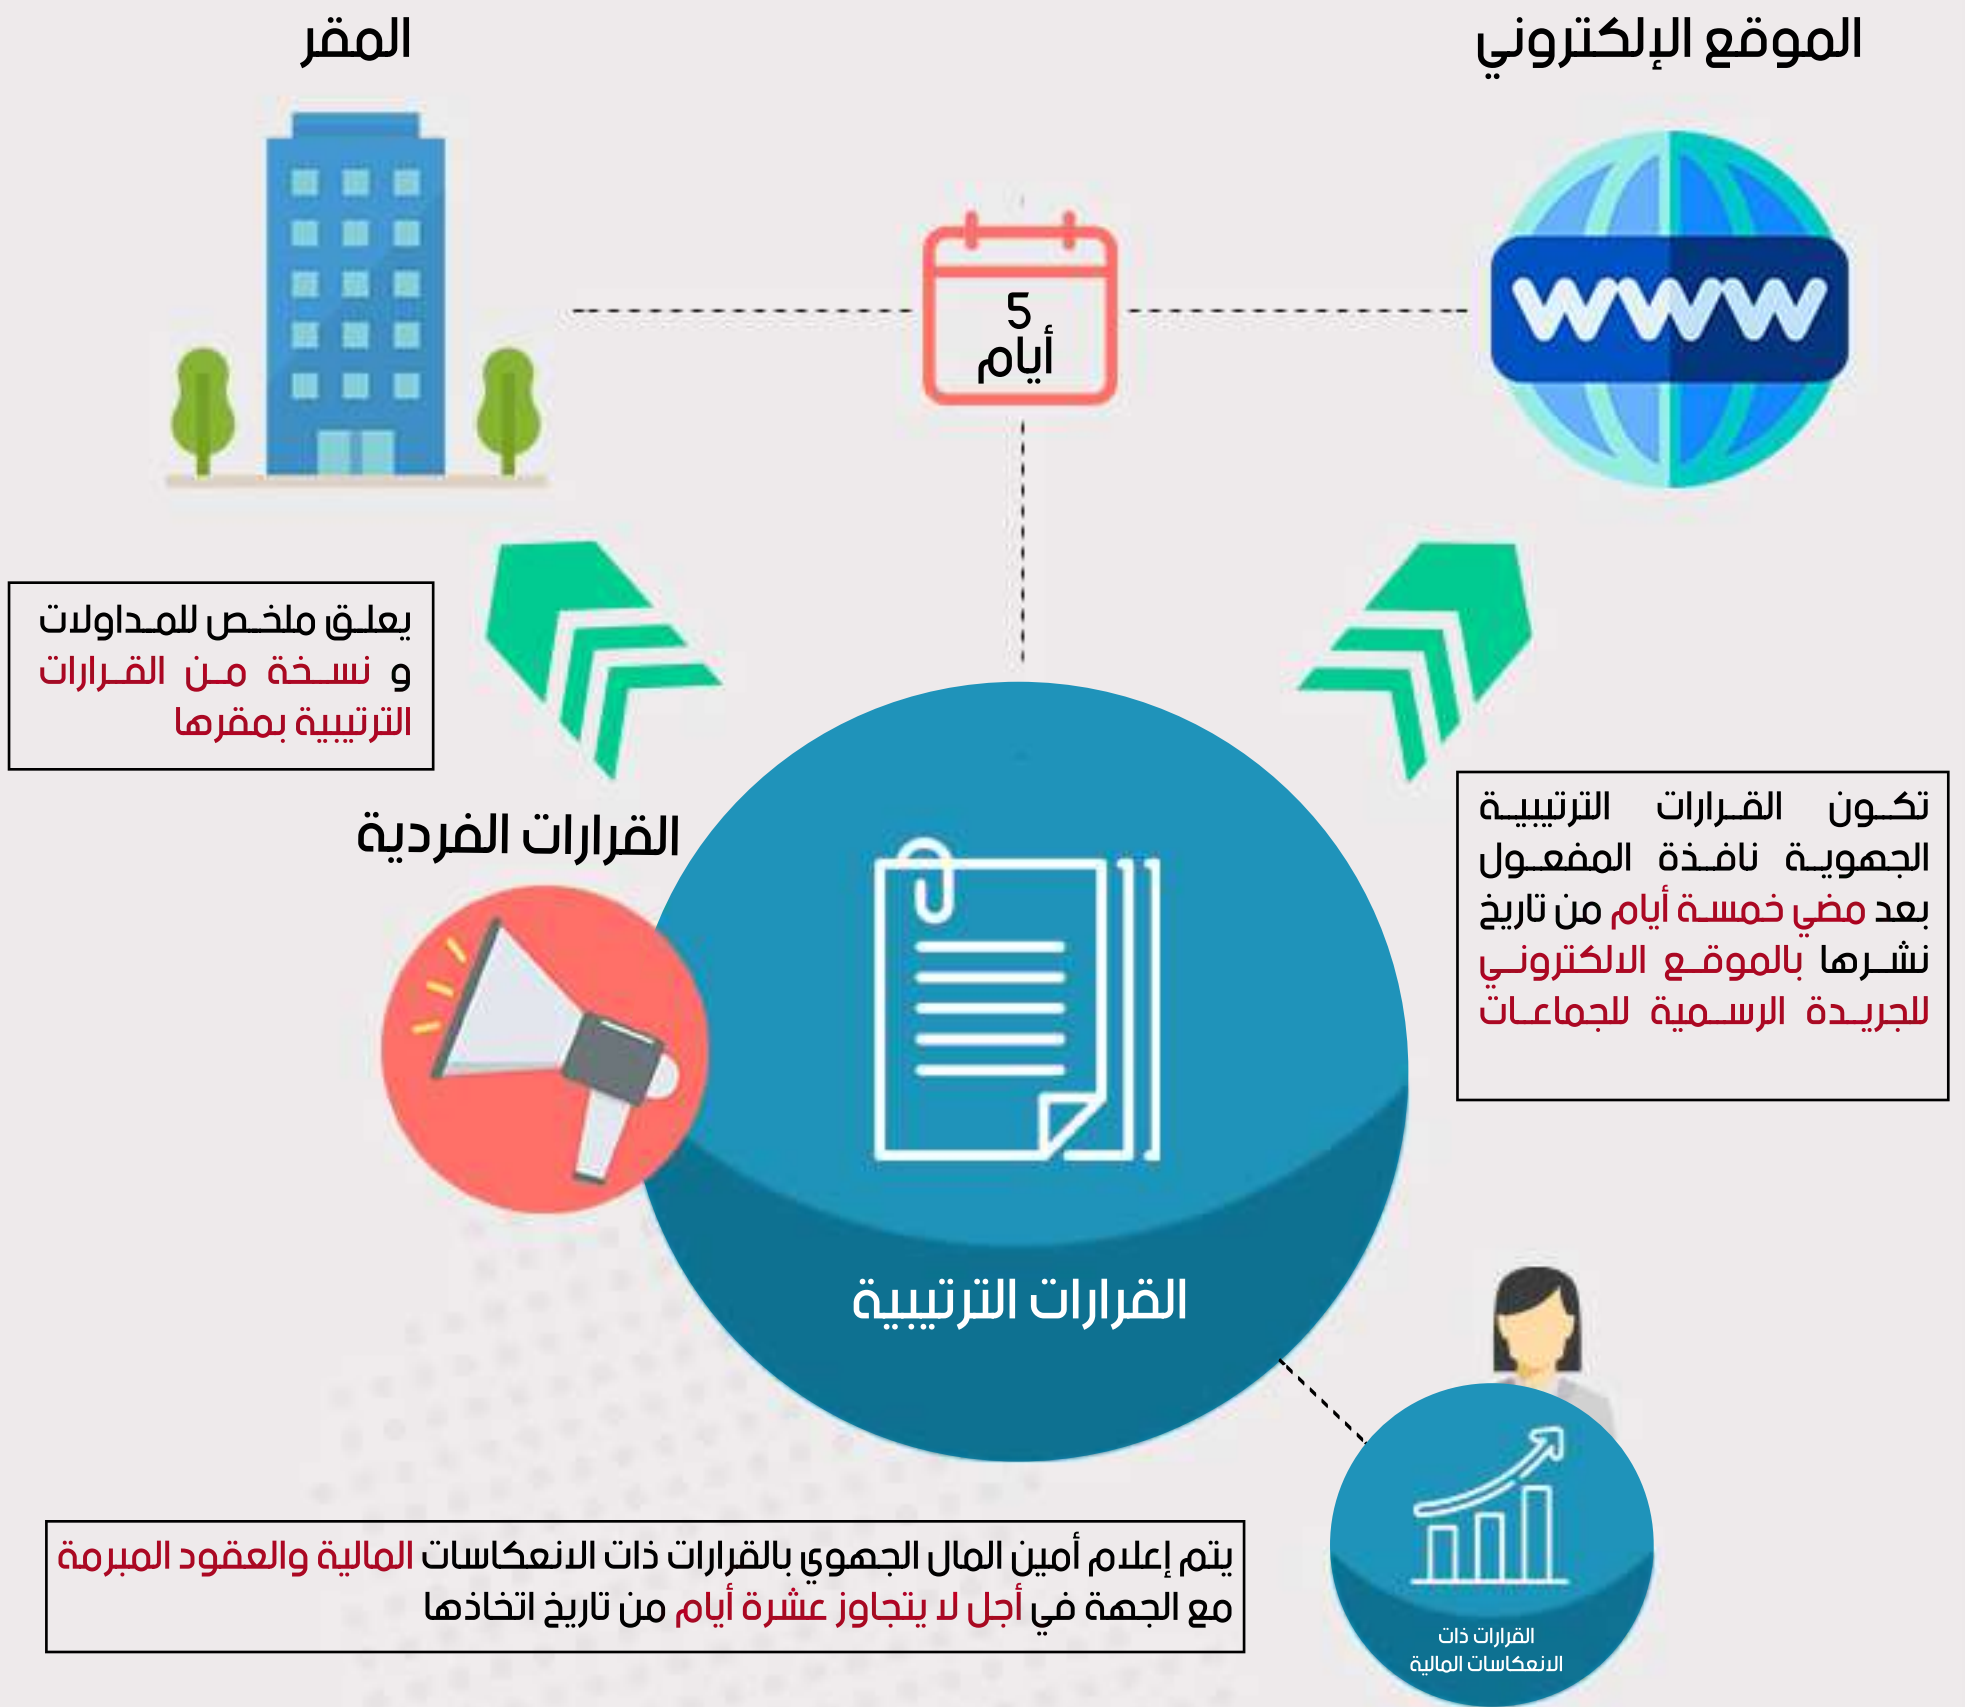 الموقع الإلكتروني
المقر
www
5
أيام
يعلق ملخص للمداولات
و نسخة من القرارات
الترتيبية بمقرها
تكون القرارات الترتيبية
الجهوية نافذة المفعول
بعد مضي خمسة أيام من تاريخ
نشرها بالموقع الالكتروني
للجريدة الرسمية للجماعات
القرارات الفردية
القرارات الترتيبية
يتم إعلام أمين المال الجهوي بالقرارات ذات الانعكاسات المالية والعقود المبرمة
مع الجهة في أجل لا يتجاوز عشرة أيام من تاريخ اتخاذها
القرارات ذات
الانعكاسات المالية